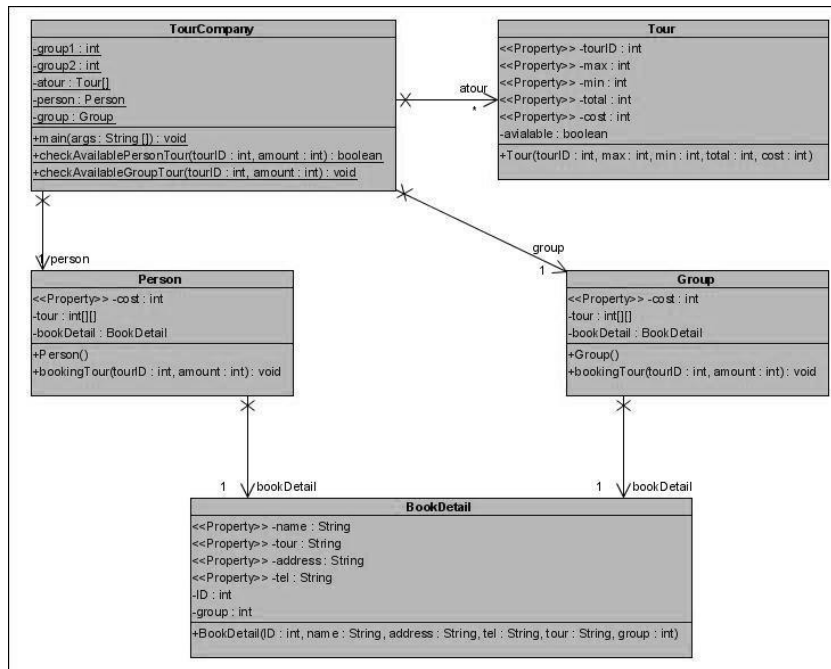 TourCompany
-group1 : int
-group2 : int
-atour : Tour[]
-person : Person
-group : Group
+main(args : String []) : void
+checkAvailablePersonTour(tourID : int, amount : int) : boolean
+checkAvailableGroupTour(tourID : int, amount : int) : void
atour
*
Tour
<<Property>> -tourID : int
<<Property>> -max : int
<<Property>> -min : int
<<Property>> -total : int
<<Property>> -cost : int
-avialable : boolean
+Tour(tourID : int, max : int, min : int, total : int, cost : int)
1
person
group
1
Person
<<Property>> -cost : int
-tour : int[][]
-bookDetail : BookDetail
+Person()
+bookingTour(tourID : int, amount : int) : void
Group
<<Property>> -cost : int
-tour : int[][]
-bookDetail : BookDetail
+Group()
+bookingTour(tourID : int, amount : int) : void
1 bookDetail
1 bookDetail
BookDetail
<<Property>> -name : String
<<Property>> -tour : String
<<Property>> -address : String
<<Property>> -tel : String
-ID : int
-group : int
+BookDetail(ID : int, name : String, address : String, tel : String, tour : String, group : int)